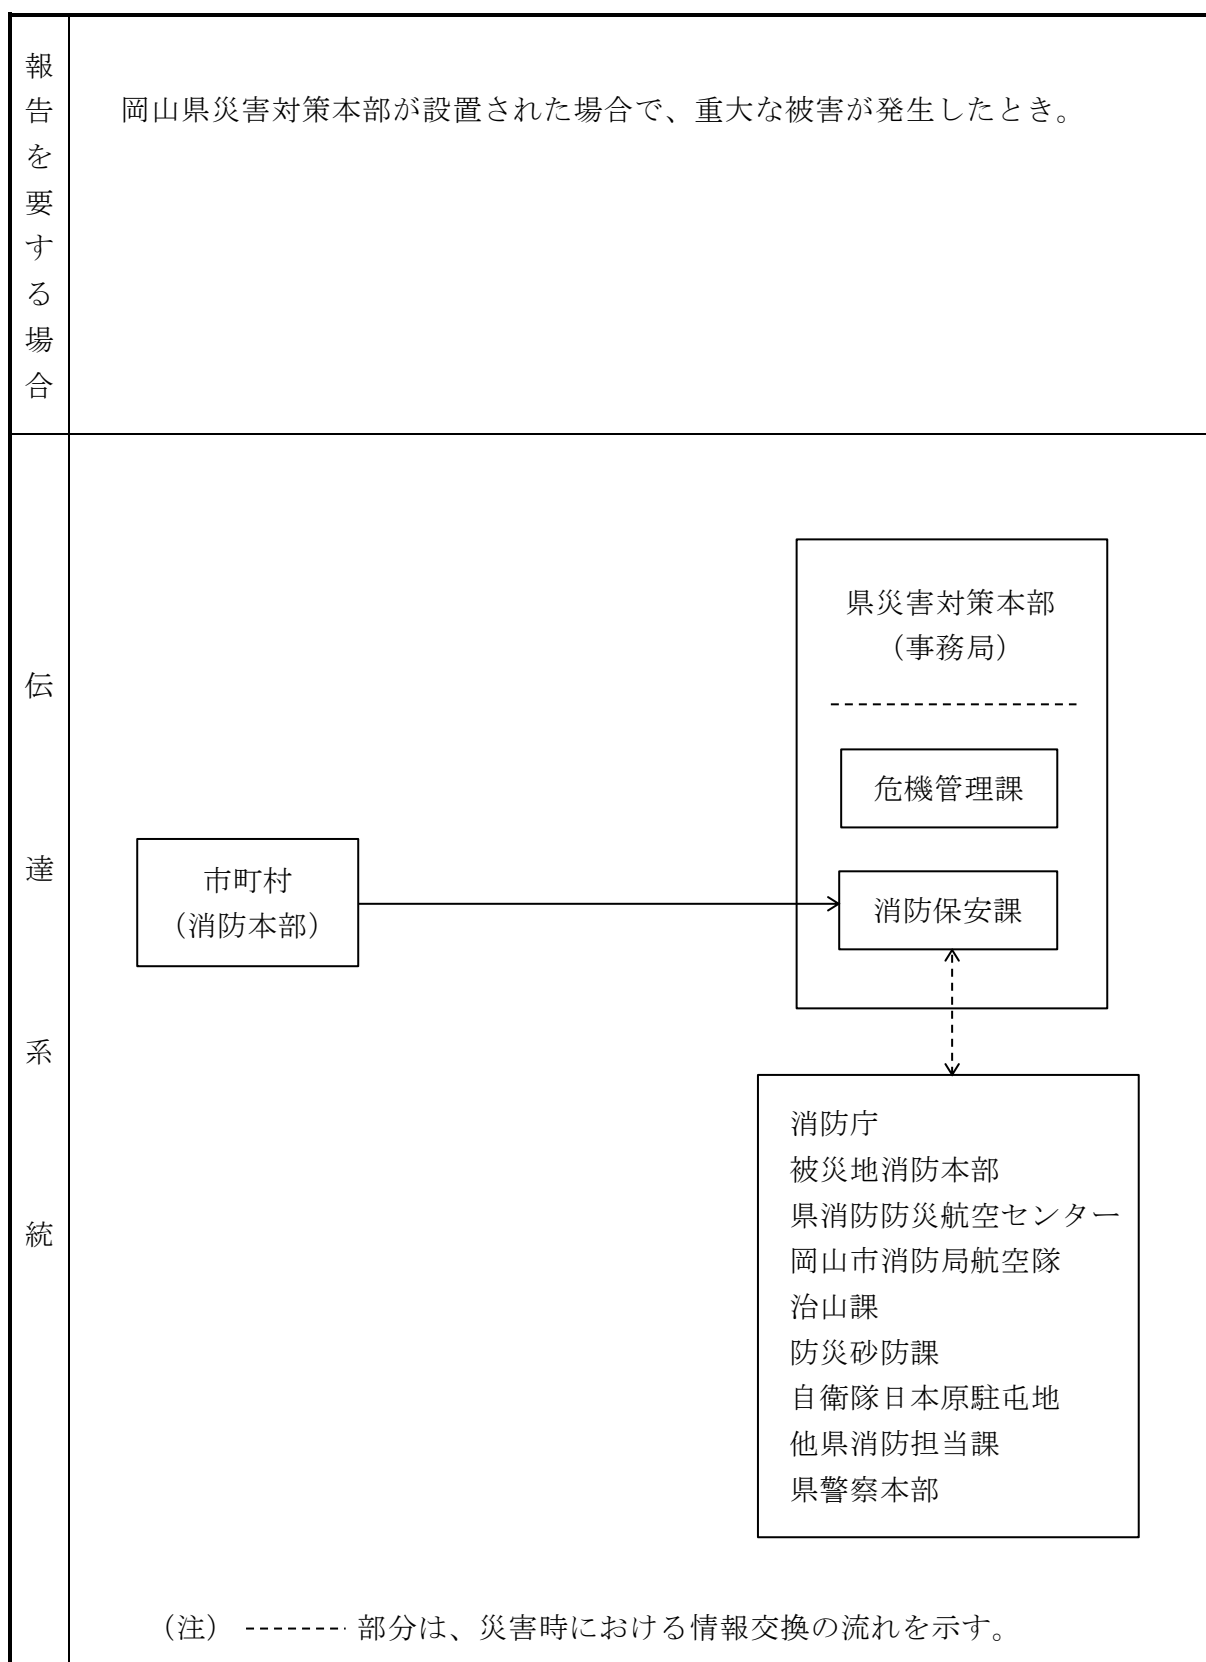 報告を要する場合
岡山県災害対策本部が設置された場合で、重大な被害が発生したとき。
伝達系統
県災害対策本部
（事務局）
危機管理課
市町村
（消防本部）
消防保安課
消防庁
被災地消防本部
県消防防災航空センター
岡山市消防局航空隊
治山課
防災砂防課
自衛隊日本原駐屯地
他県消防担当課
県警察本部
（注） ------- 部分は、災害時における情報交換の流れを示す。